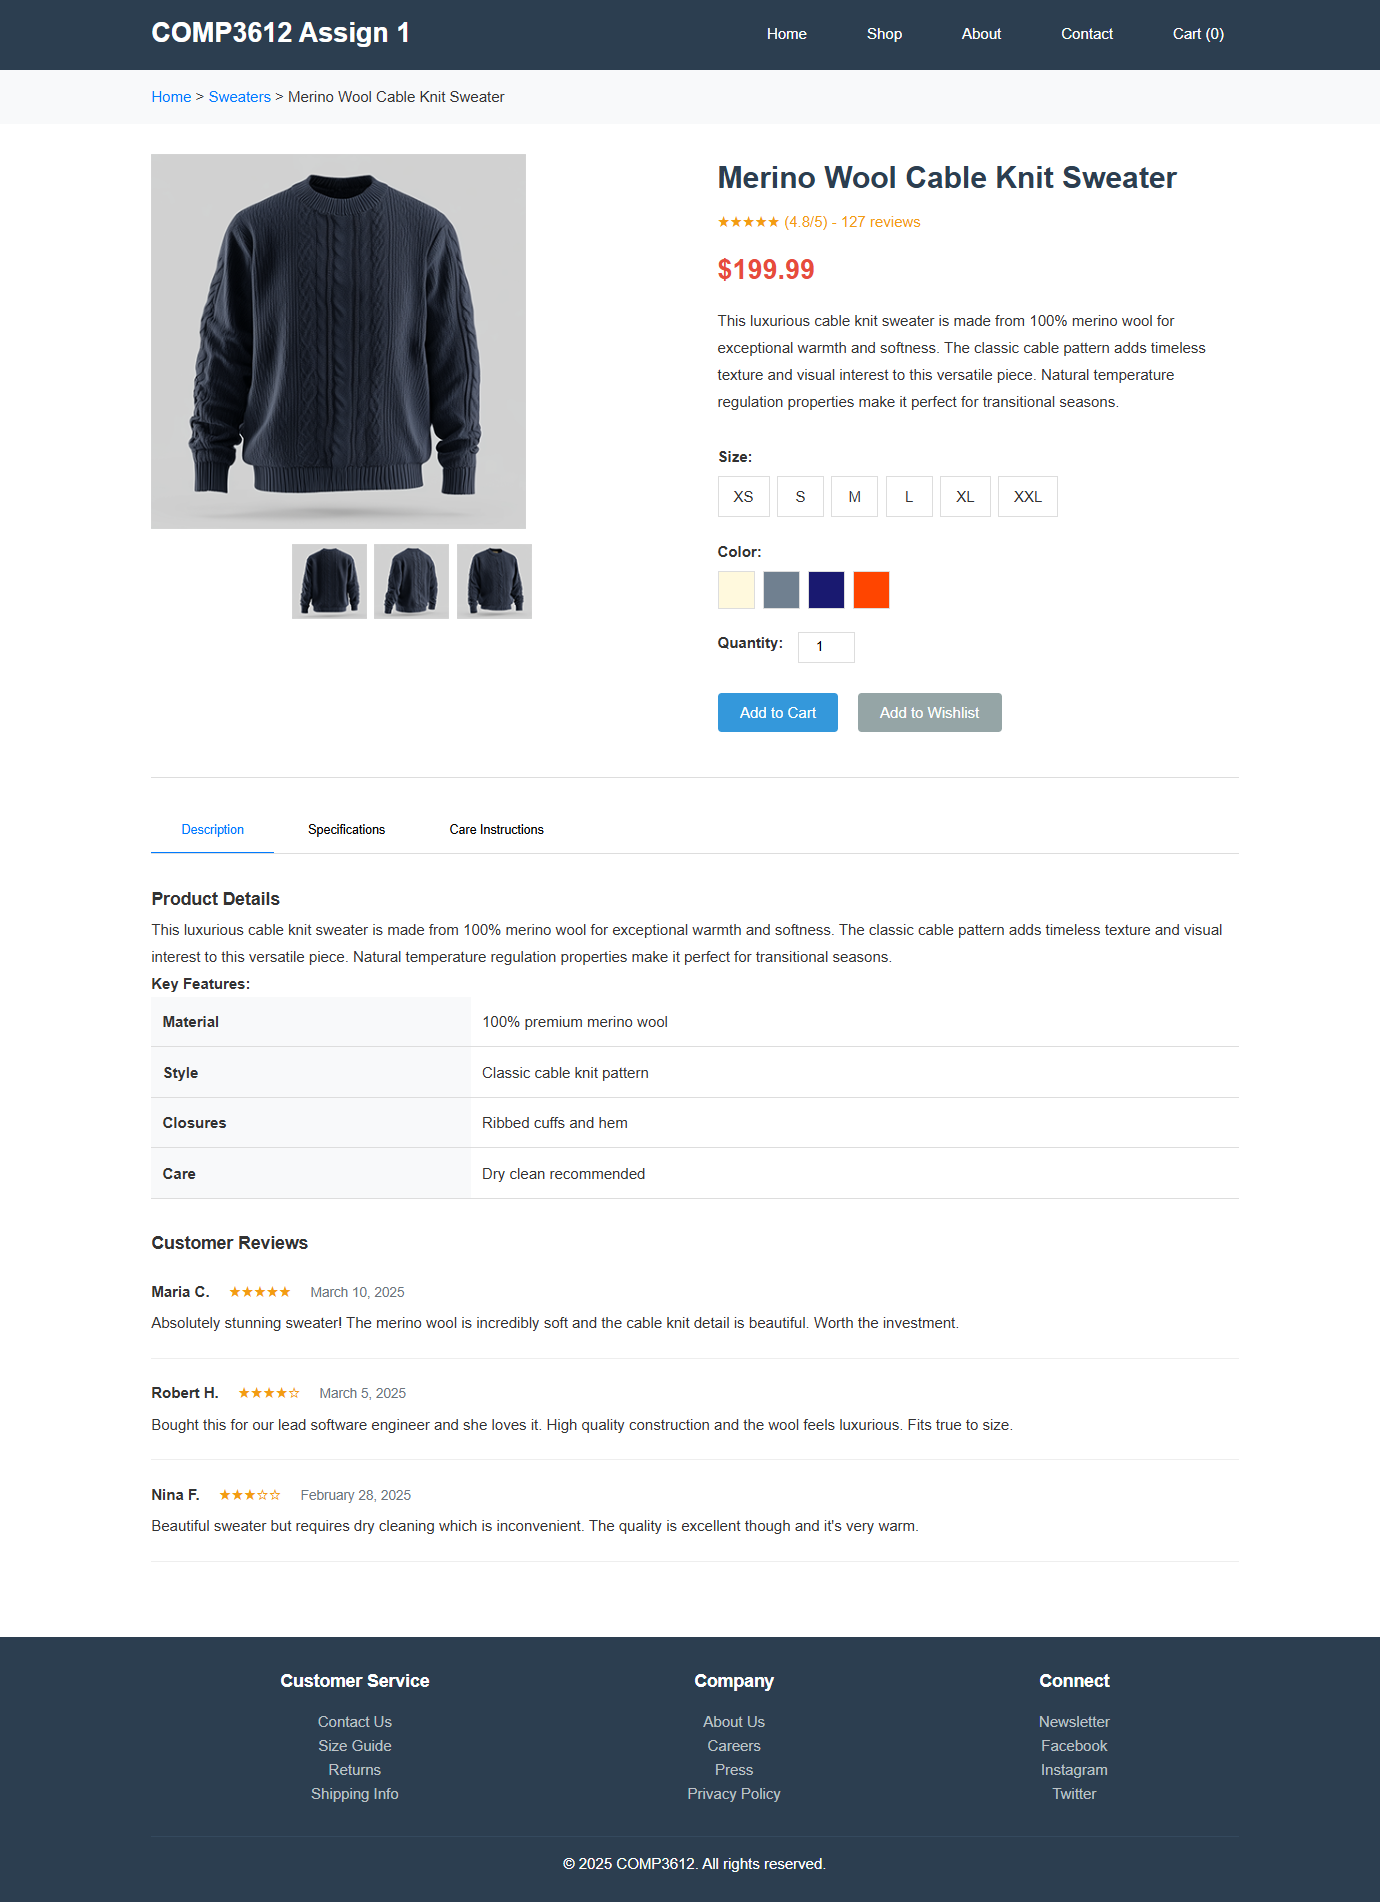 COMP3612 Assign 1
Home
Shop
About
Contact
Cart (0)
Home > Sweaters > Merino Wool Cable Knit Sweater
Merino Wool Cable Knit Sweater
★★★★★ (4.8/5) - 127 reviews
$199.99
This luxurious cable knit sweater is made from 100% merino wool for
exceptional warmth and softness. The classic cable pattern adds timeless
texture and visual interest to this versatile piece. Natural temperature
regulation properties make it perfect for transitional seasons.
Size:
XS
S
M
L
XL
XXL
Color:
Quantity: 1
Add to Cart
Add to Wishlist
Description
Specifications
Care Instructions
Product Details
This luxurious cable knit sweater is made from 100% merino wool for exceptional warmth and softness. The classic cable pattern adds timeless texture and visual
interest to this versatile piece. Natural temperature regulation properties make it perfect for transitional seasons.
Key Features:
Material 100% premium merino wool
Style Classic cable knit pattern
Closures Ribbed cuffs and hem
Care Dry clean recommended
Customer Reviews
Maria C. ★★★★★ March 10, 2025
Absolutely stunning sweater! The merino wool is incredibly soft and the cable knit detail is beautiful. Worth the investment.
Robert H. ★★★★☆ March 5, 2025
Bought this for our lead software engineer and she loves it. High quality construction and the wool feels luxurious. Fits true to size.
Nina F. ★★★☆☆ February 28, 2025
Beautiful sweater but requires dry cleaning which is inconvenient. The quality is excellent though and it's very warm.
Customer Service
Contact Us
Size Guide
Returns
Shipping Info
Company
About Us
Careers
Press
Privacy Policy
Connect
Newsletter
Facebook
Instagram
Twitter
© 2025 COMP3612. All rights reserved.